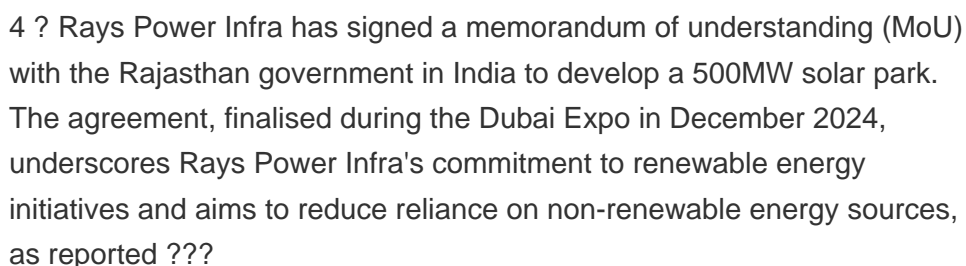 4 ? Rays Power Infra has signed a memorandum of understanding (MoU)
with the Rajasthan government in India to develop a 500MW solar park.
The agreement, finalised during the Dubai Expo in December 2024,
underscores Rays Power Infra's commitment to renewable energy
initiatives and aims to reduce reliance on non-renewable energy sources,
as reported ???